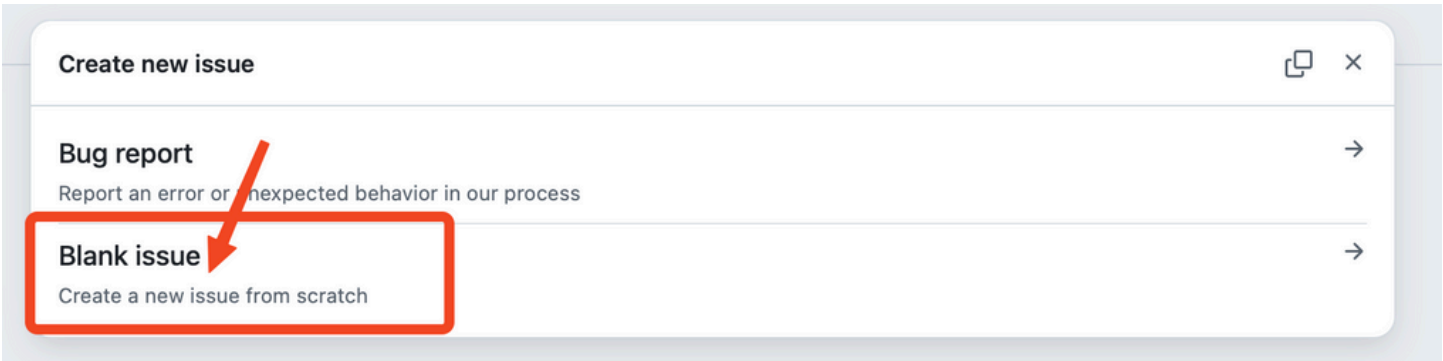 Create new issue
Bug report
Report an error or unexpected behavior in our process
Blank issue
Create a new issue from scratch